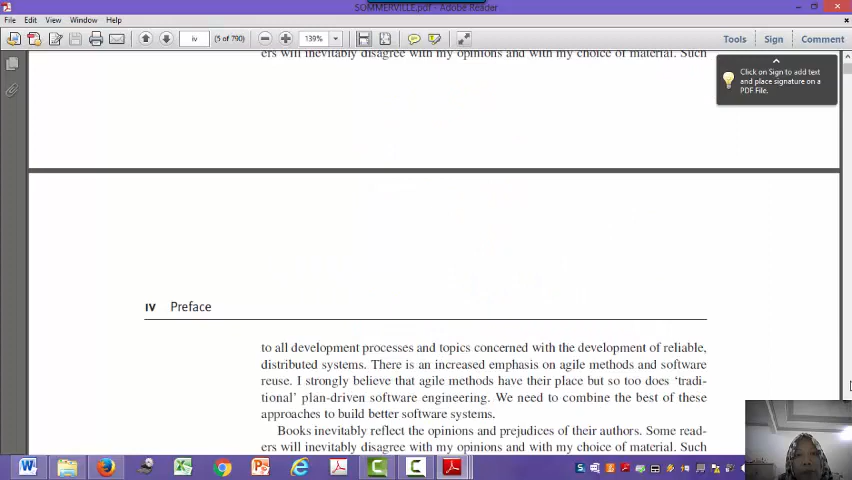 SOMMERVILLE.pdf - Adobe Reader
File Edit View Window Help
iv (5 of 790) 139% Tools Sign Comment
ers will inevitably disagree with my opinions and with my choice of material. Such
Click on Sign to add text
and place signature on a
PDF File.
IV Preface
to all development processes and topics concerned with the development of reliable,
distributed systems. There is an increased emphasis on agile methods and software
reuse. I strongly believe that agile methods have their place but so too does ‘tradi-
tional’ plan-driven software engineering. We need to combine the best of these
approaches to build better software systems.
Books inevitably reflect the opinions and prejudices of their authors. Some read-
ers will inevitably disagree with my opinions and with my choice of material. Such